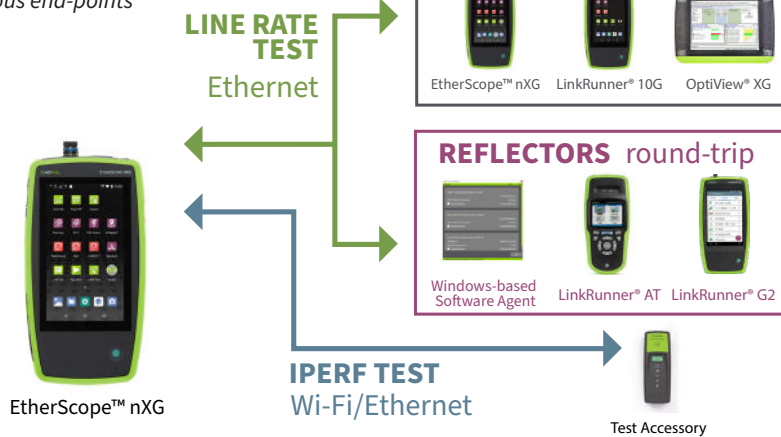 ous end-points
LINE RATE
TEST
Ethernet
EtherScope™ nXG LinkRunner® 10G OptiView® XG
REFLECTORS round-trip
Windows-based
Software Agent
LinkRunner® AT LinkRunner® G2
IPERF TEST
Wi-Fi/Ethernet
EtherScope™ nXG
Test Accessory